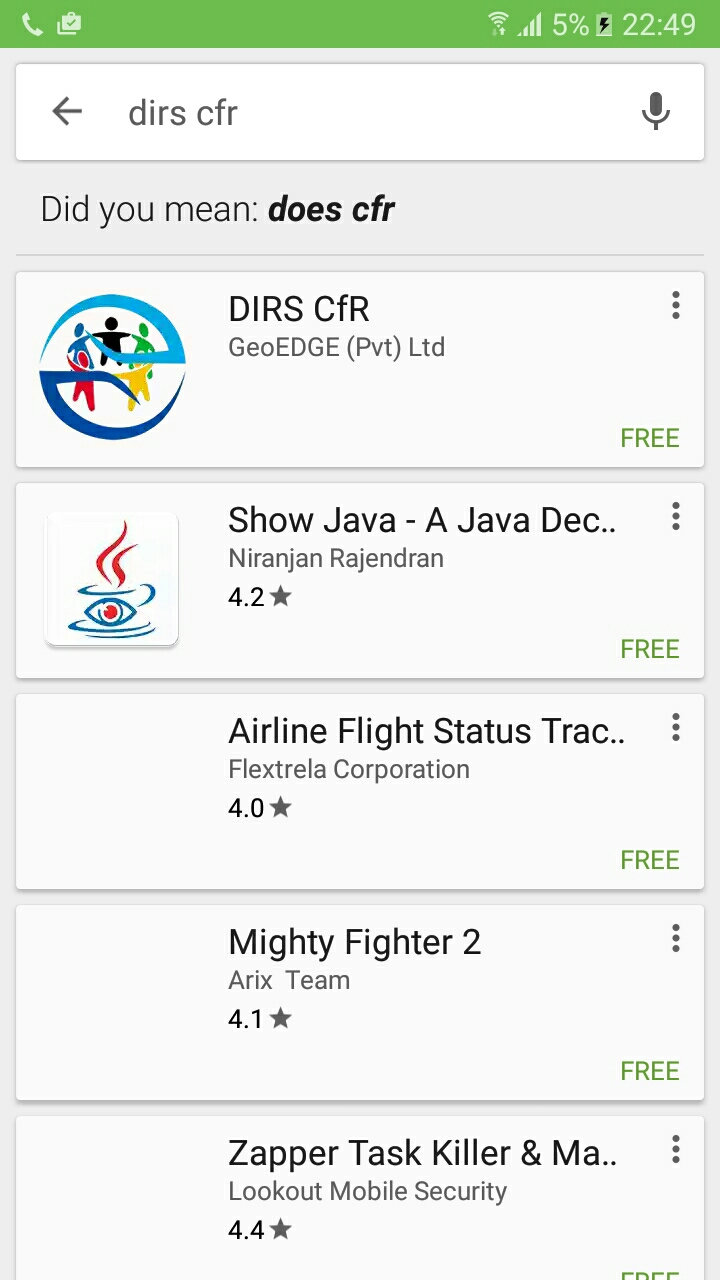 5% 22:49
dirs cfr
Did you mean: does cfr
DIRS CfR
GeoEDGE (Pvt) Ltd
FREE
Show Java - A Java Dec..
Niranjan Rajendran
4.2
FREE
Airline Flight Status Trac..
Flextrela Corporation
4.0
FREE
Mighty Fighter 2
Arix  Team
4.1
FREE
Zapper Task Killer & Ma..
Lookout Mobile Security
4.4
FREE